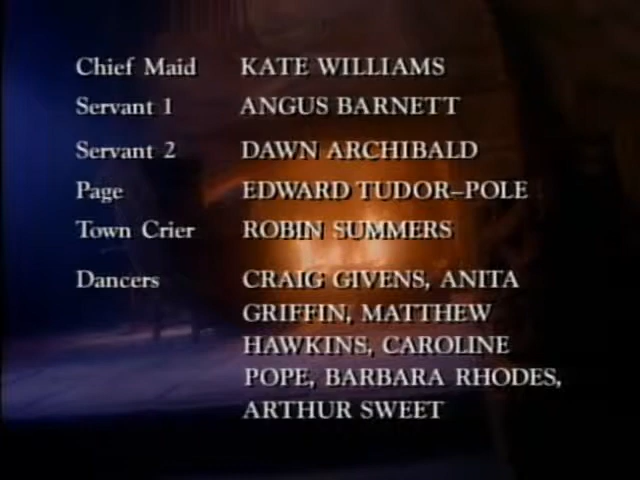 Chief Maid KATE WILLIAMS
Servant 1 ANGUS BARNETT
Servant 2 DAWN ARCHIBALD
Page EDWARD TUDOR–POLE
Town Crier ROBIN SUMMERS
Dancers CRAIG GIVENS, ANITA
GRIFFIN, MATTHEW
HAWKINS, CAROLINE
POPE, BARBARA RHODES,
ARTHUR SWEET